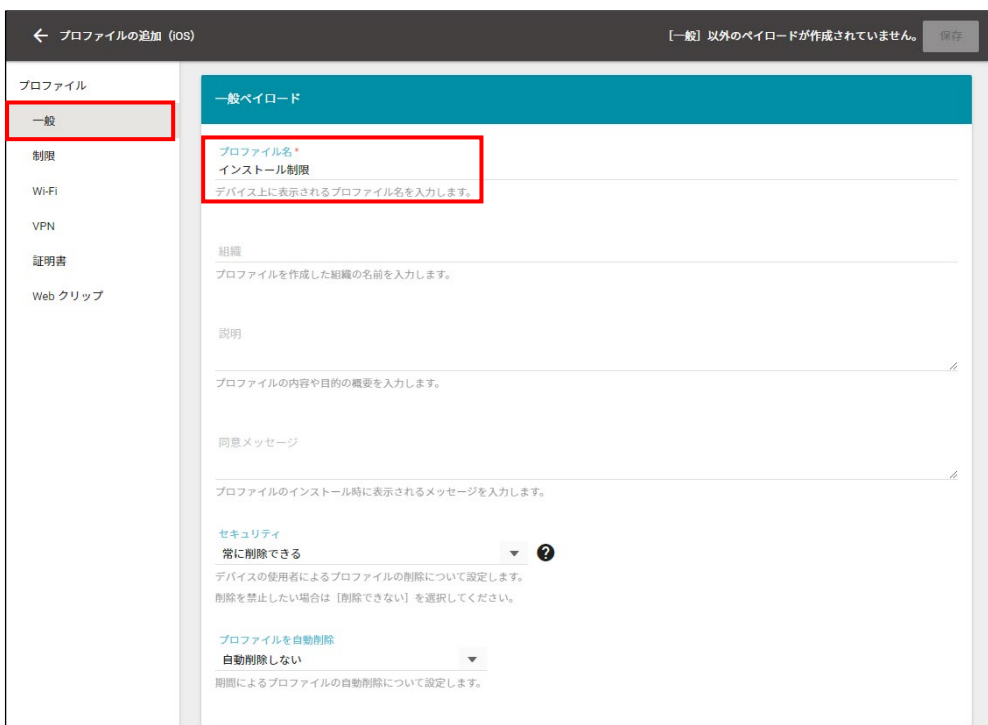 ← プロファイルの追加（iOS）
［一般］以外のペイロードが作成されていません。
保存
プロファイル
一般
制限
Wi-Fi
VPN
証明書
Web クリップ
一般ペイロード
プロファイル名*
インストール制限
デバイス上に表示されるプロファイル名を入力します。
組織
プロファイルを作成した組織の名前を入力します。
説明
プロファイルの内容や目的の概要を入力します。
同意メッセージ
プロファイルのインストール時に表示されるメッセージを入力します。
セキュリティ
常に削除できる
?
デバイスの使用者によるプロファイルの削除について設定します。
削除を禁止したい場合は［削除できない］を選択してください。
プロファイルを自動削除
自動削除しない
期間によるプロファイルの自動削除について設定します。